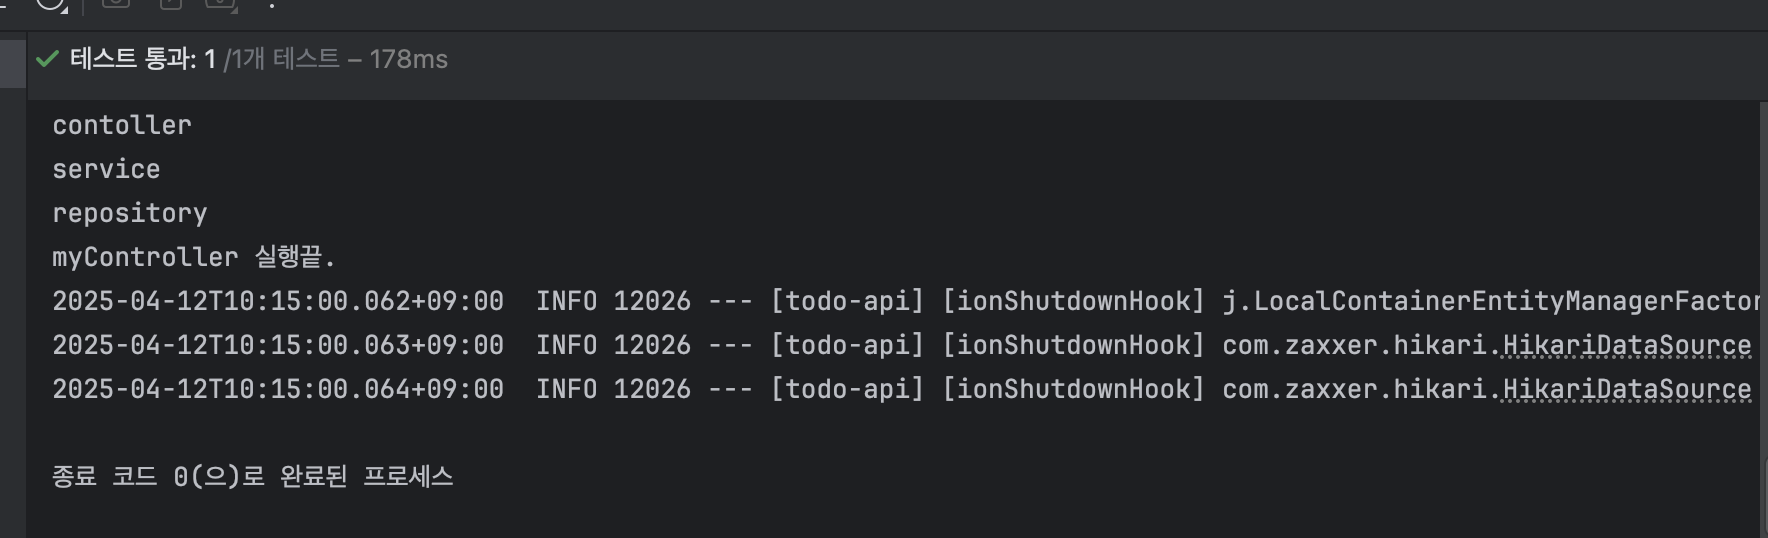 테스트 통과: 1 /1개 테스트 – 178ms
contoller
service
repository
myController 실행끝.
2025-04-12T10:15:00.062+09:00  INFO 12026 --- [todo-api] [ionShutdownHook] j.LocalContainerEntityManagerFactor
2025-04-12T10:15:00.063+09:00  INFO 12026 --- [todo-api] [ionShutdownHook] com.zaxxer.hikari.HikariDataSource
2025-04-12T10:15:00.064+09:00  INFO 12026 --- [todo-api] [ionShutdownHook] com.zaxxer.hikari.HikariDataSource
종료 코드 0(으)로 완료된 프로세스